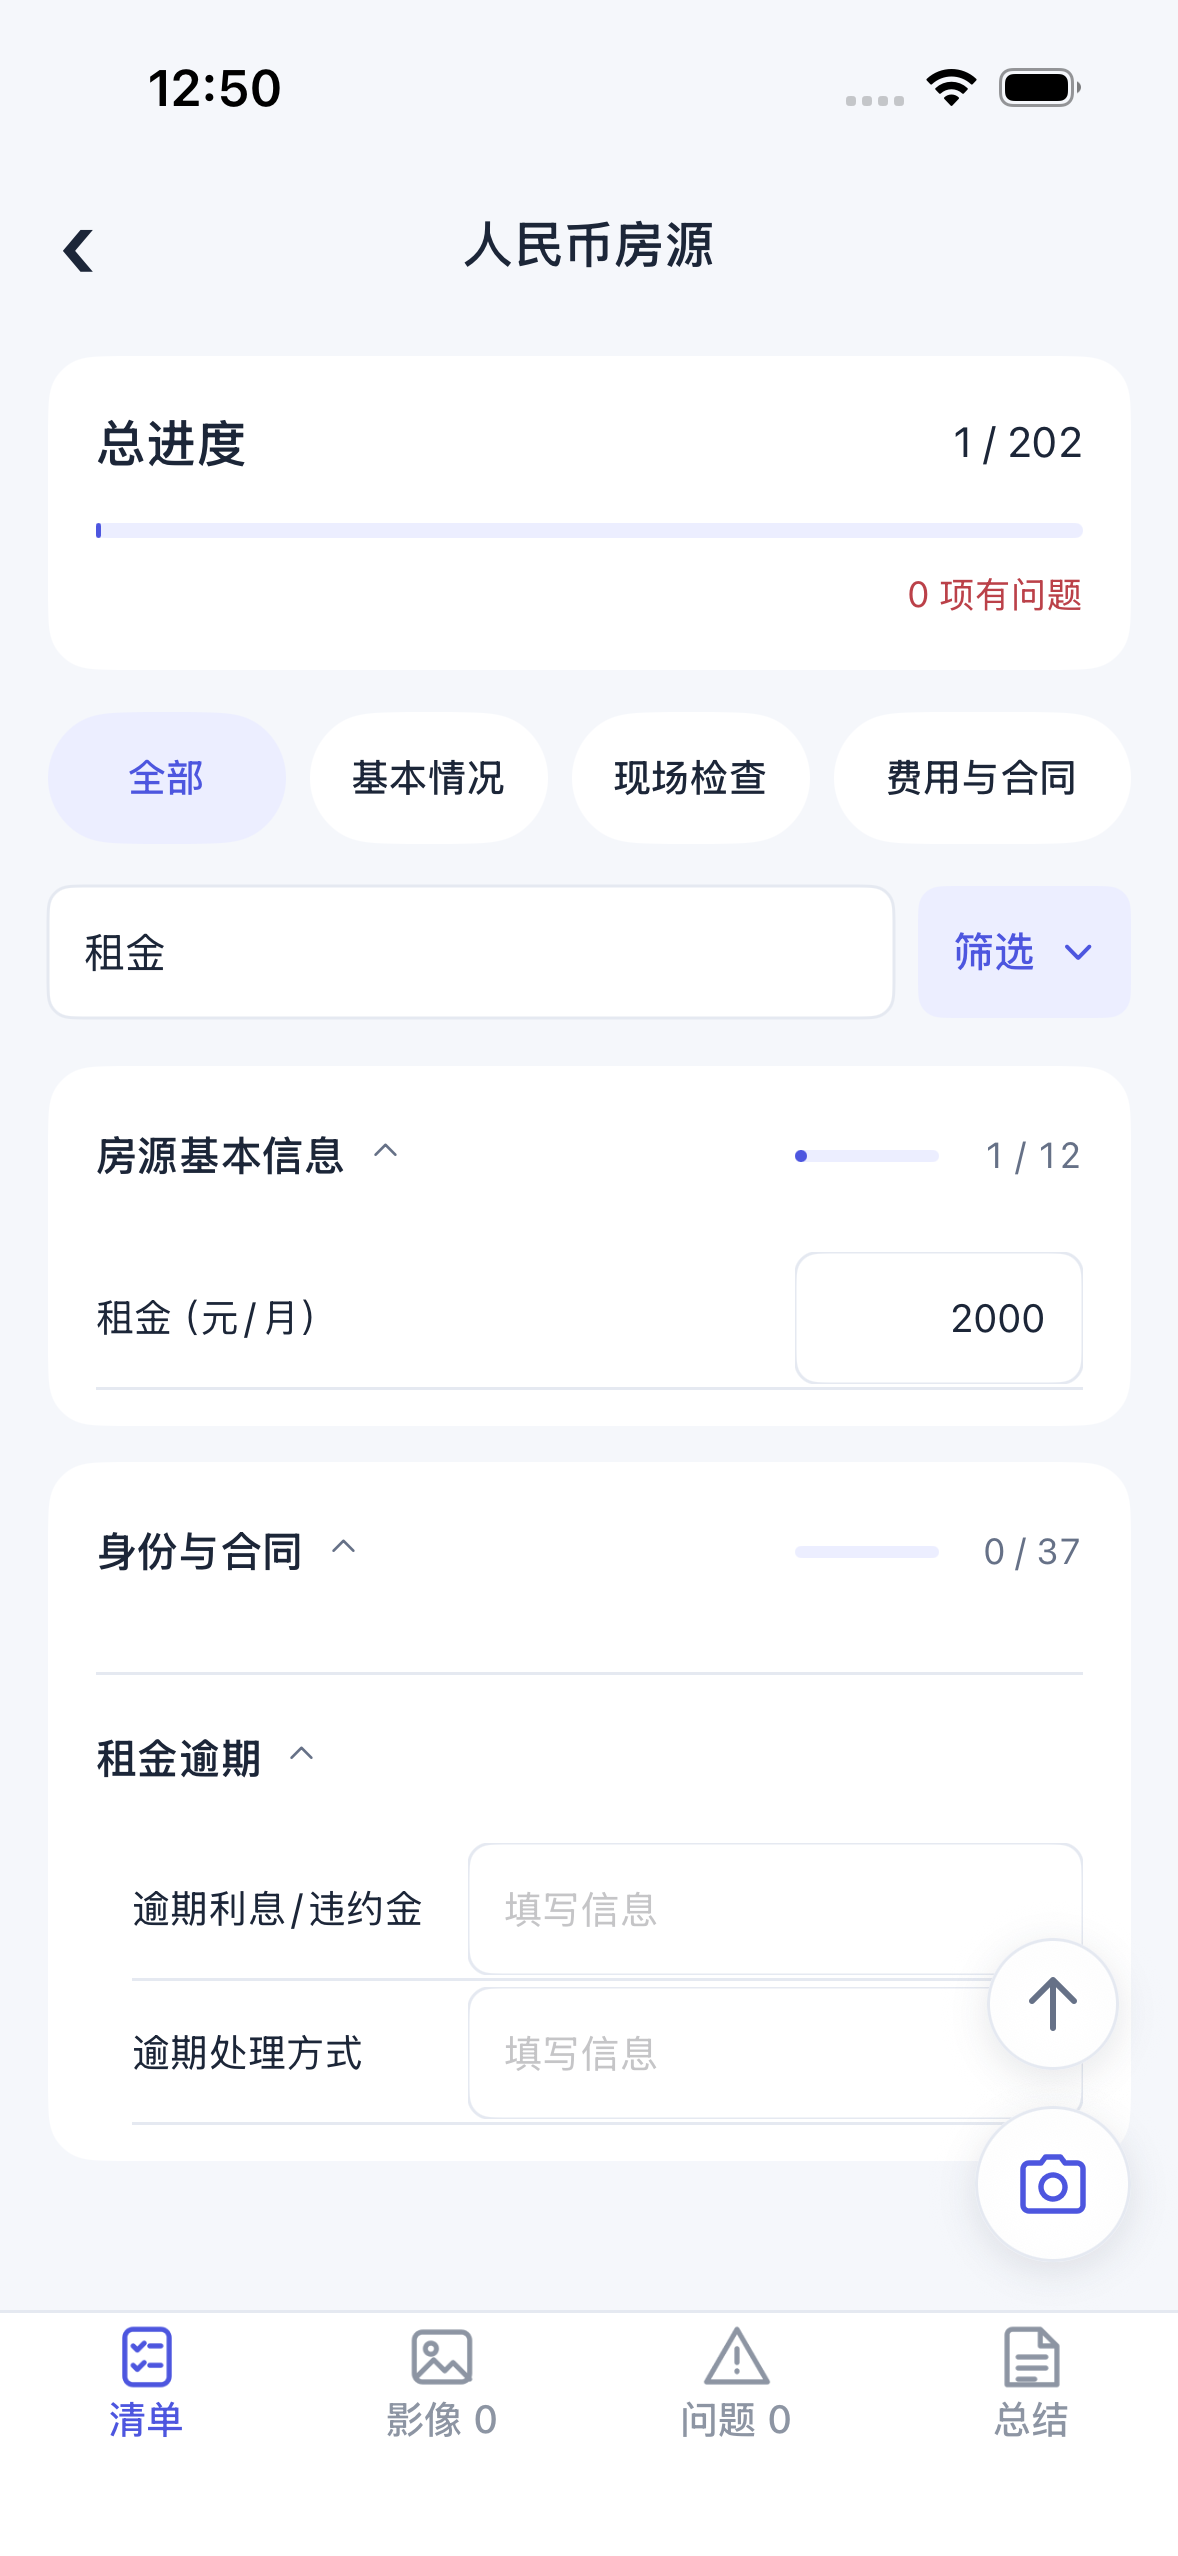 12:50
人民币房源
总进度
1 / 202
0 项有问题
全部
基本情况
现场检查
费用与合同
租金
筛选
房源基本信息
1 / 12
租金（元/月）
2000
身份与合同
0 / 37
租金逾期
逾期利息/违约金
填写信息
逾期处理方式
填写信息
清单
影像 0
问题 0
总结